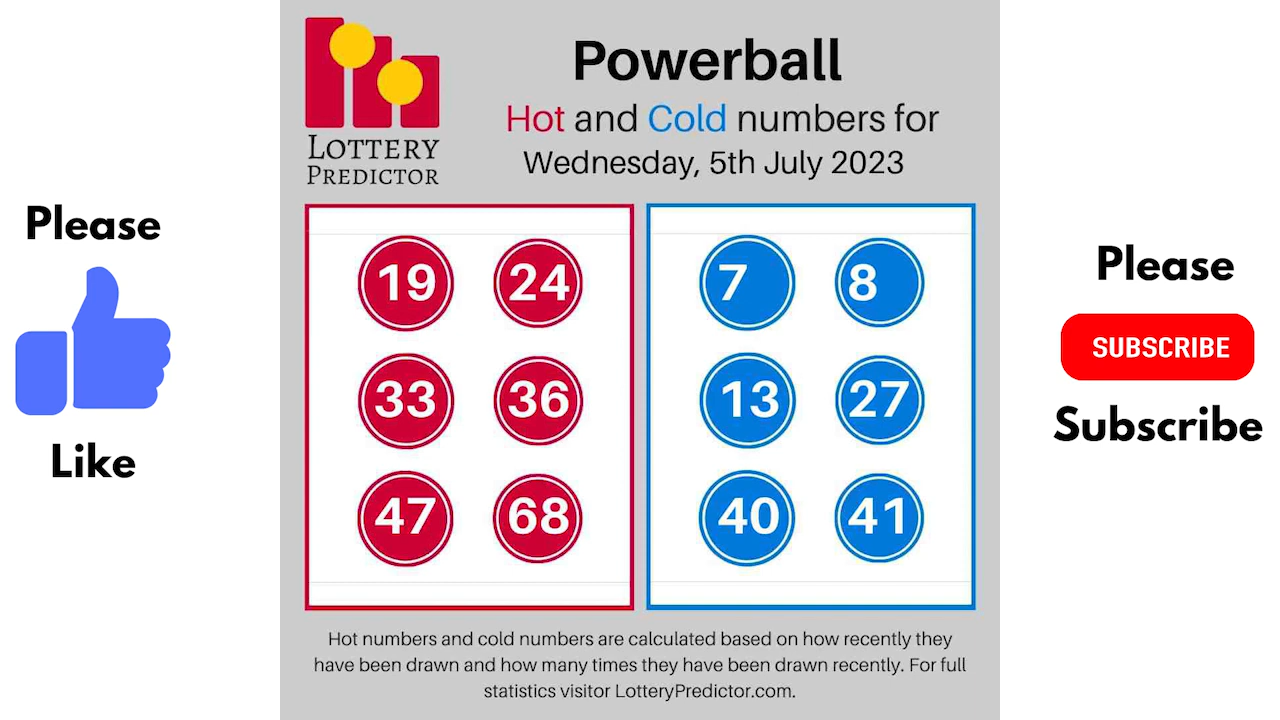 LOTTERY
PREDICTOR
Powerball
Hot and Cold numbers for
Wednesday, 5th July 2023
Please
Like
19 24
33 36
47 68
7 8
13 27
40 41
Please
SUBSCRIBE
Subscribe
Hot numbers and cold numbers are calculated based on how recently they
have been drawn and how many times they have been drawn recently. For full
statistics visitor LotteryPredictor.com.